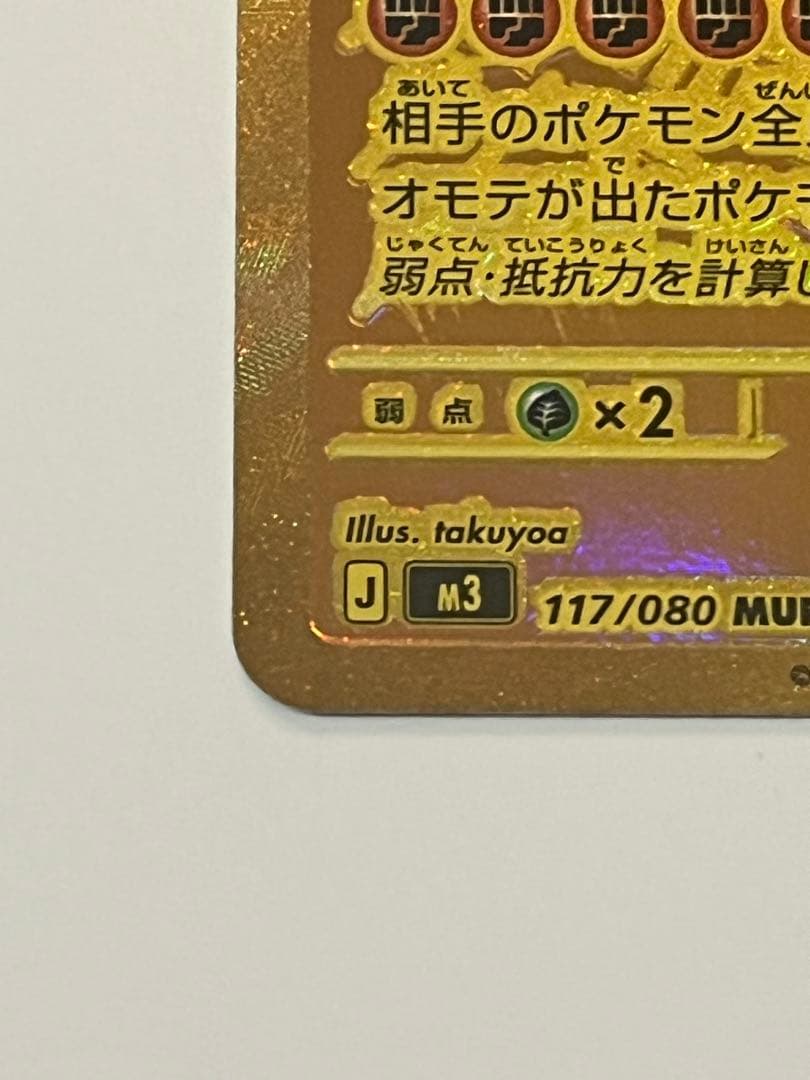 あいて ぜん
相手のポケモン全
で
オモテが出たポケモ
じゃくてん ていこうりょく けいさん
弱点・抵抗力を計算し
弱 点 ×2
Illus. takuyoa
J M3 117/080 MU